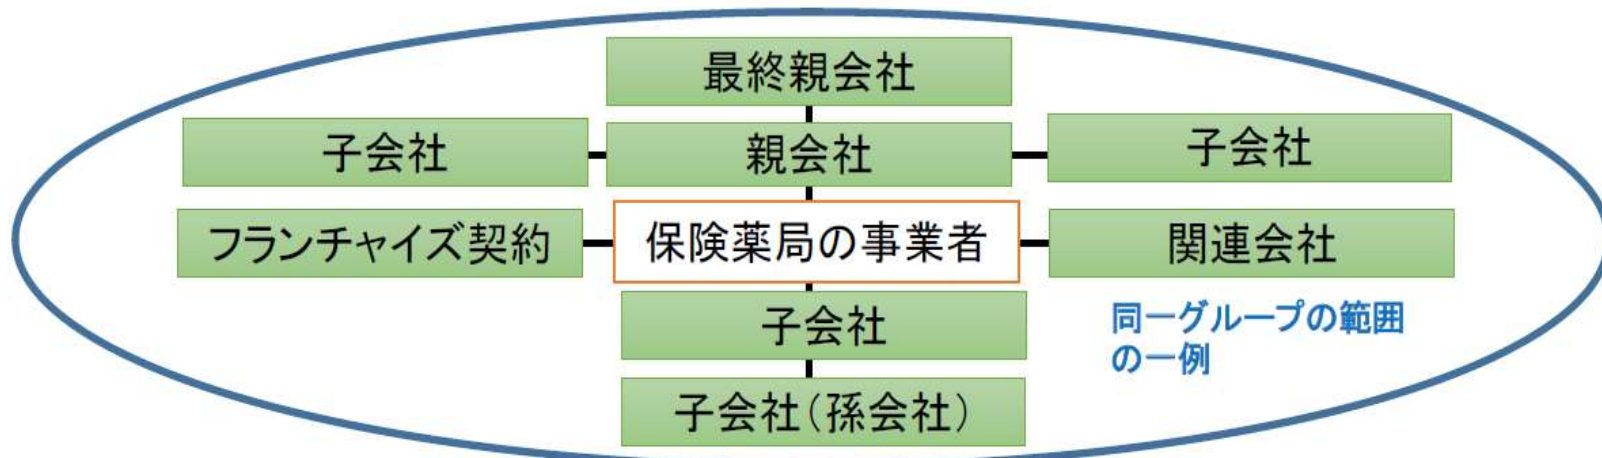 最終親会社
子会社
親会社
子会社
フランチャイズ契約
保険薬局の事業者
関連会社
子会社
同一グループの範囲
の一例
子会社(孫会社)